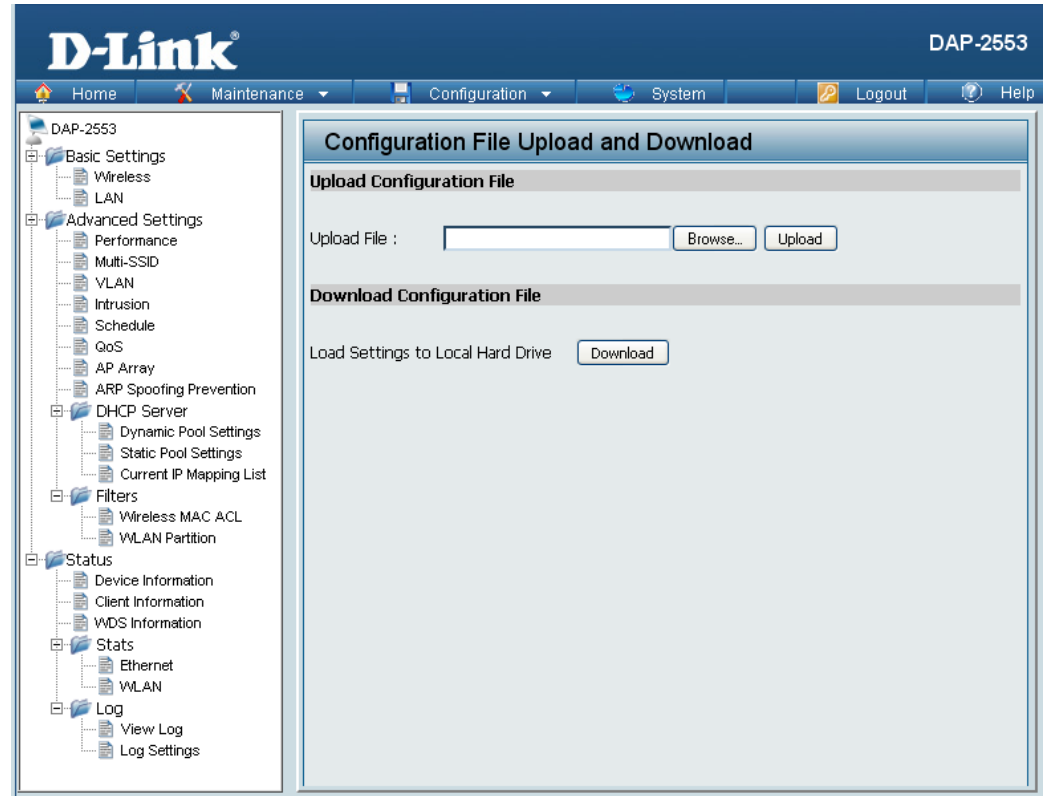 D-Link®
DAP-2553
Home Maintenance Configuration System Logout Help
DAP-2553
Basic Settings
Wireless
LAN
Advanced Settings
Performance
Multi-SSID
VLAN
Intrusion
Schedule
QoS
AP Array
ARP Spoofing Prevention
DHCP Server
Dynamic Pool Settings
Static Pool Settings
Current IP Mapping List
Filters
Wireless MAC ACL
WLAN Partition
Status
Device Information
Client Information
WDS Information
Stats
Ethernet
WLAN
Log
View Log
Log Settings
Configuration File Upload and Download
Upload Configuration File
Upload File : Browse... Upload
Download Configuration File
Load Settings to Local Hard Drive Download